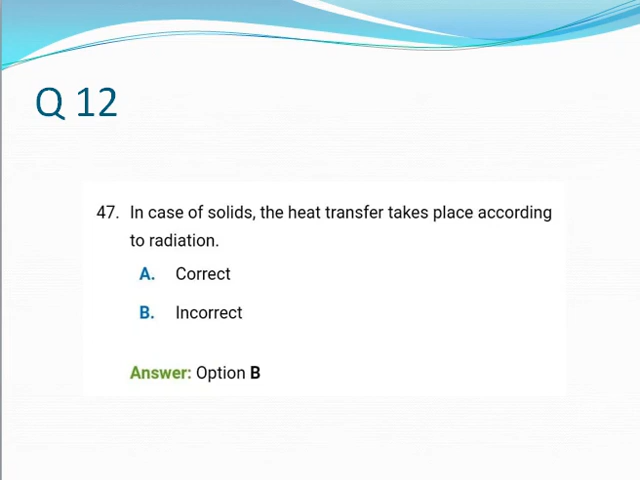 Q 12
47. In case of solids, the heat transfer takes place according
to radiation.
A. Correct
B. Incorrect
Answer: Option B